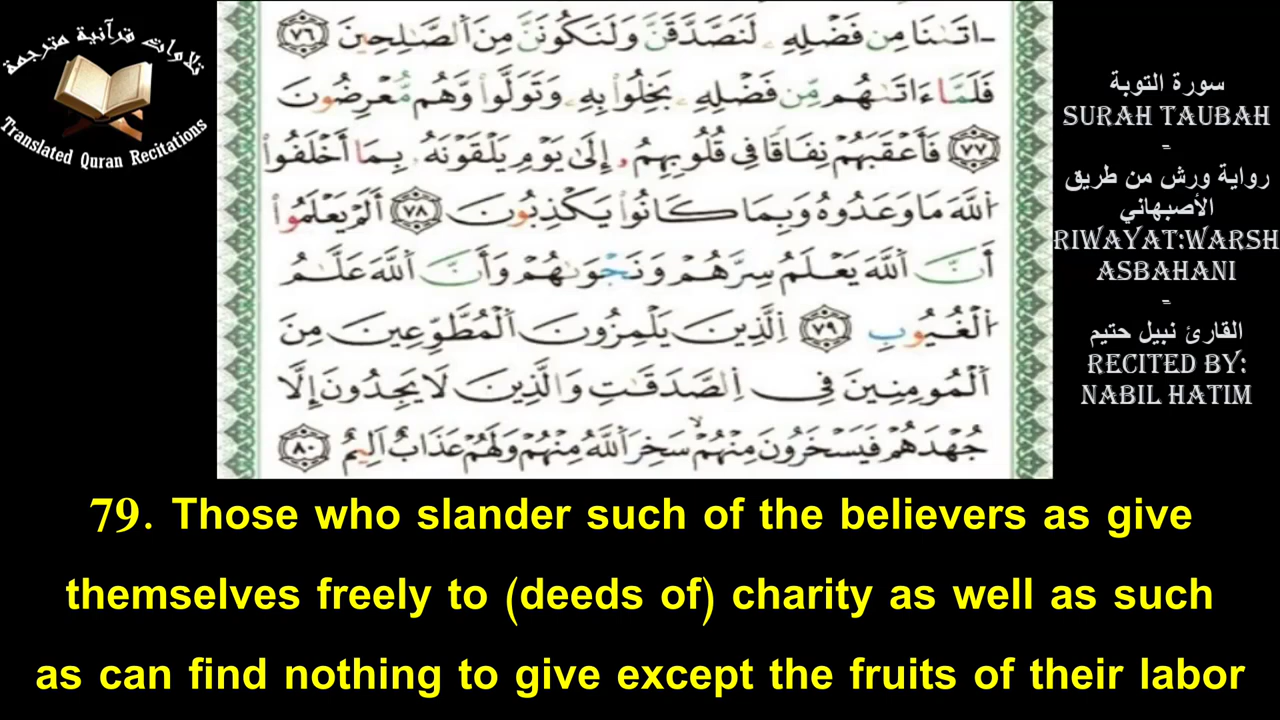 تلاوات قرآنية مترجمة
Translated Quran Recitations
ـاتَىٰنَا مِن فَضْلِهِۦ لَنَصَّدَّقَنَّ وَلَنَكُونَنَّ مِنَ ٱلصَّٰلِحِينَ ٧٦
فَلَمَّا ءَاتَىٰهُم مِّن فَضْلِهِۦ بَخِلُوا۟ بِهِۦ وَتَوَلَّوا۟ وَّهُم مُّعْرِضُونَ
٧٧ فَأَعْقَبَهُمْ نِفَاقًا فِى قُلُوبِهِمُۥ إِلَىٰ يَوْمِ يَلْقَوْنَهُۥ بِمَا أَخْلَفُوا۟
ٱللَّهَ مَا وَعَدُوهُ وَبِمَا كَانُوا۟ يَكْذِبُونَ ٧٨ أَلَمْ يَعْلَمُوا۟
أَنَّ ٱللَّهَ يَعْلَمُ سِرَّهُمْ وَنَجْوَىٰهُمْ وَأَنَّ ٱللَّهَ عَلَّٰمُ
ٱلْغُيُوبِ ٧٩ ٱلَّذِينَ يَلْمِزُونَ ٱلْمُطَّوِّعِينَ مِنَ
ٱلْمُومِنِينَ فِى ٱلصَّدَقَٰتِ وَٱلَّذِينَ لَا يَجِدُونَ إِلَّا
جُهْدَهُمْ فَيَسْخَرُونَ مِنْهُمْ سَخِرَ ٱللَّهُ مِنْهُمْ وَلَهُمْ عَذَابٌ اَلِيمٌ ٨٠
سورة التوبة
SURAH TAUBAH
-
رواية ورش من طريق
الأصبهاني
RIWAYAT:WARSH
ASBAHANI
-
القارئ نبيل حتيم
RECITED BY:
NABIL HATIM
79. Those who slander such of the believers as give
themselves freely to (deeds of) charity as well as such
as can find nothing to give except the fruits of their labor